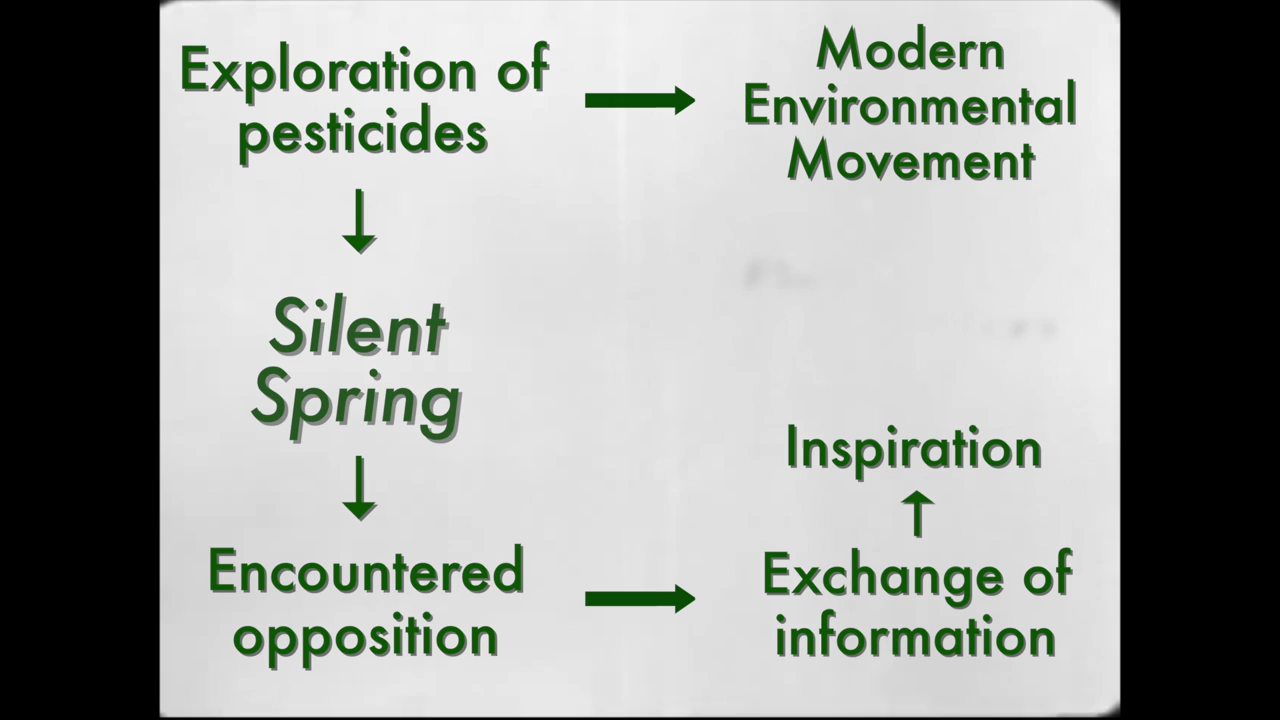 Exploration of
pesticides
Modern
Environmental
Movement
Silent
Spring
Inspiration
Encountered
opposition
Exchange of
information